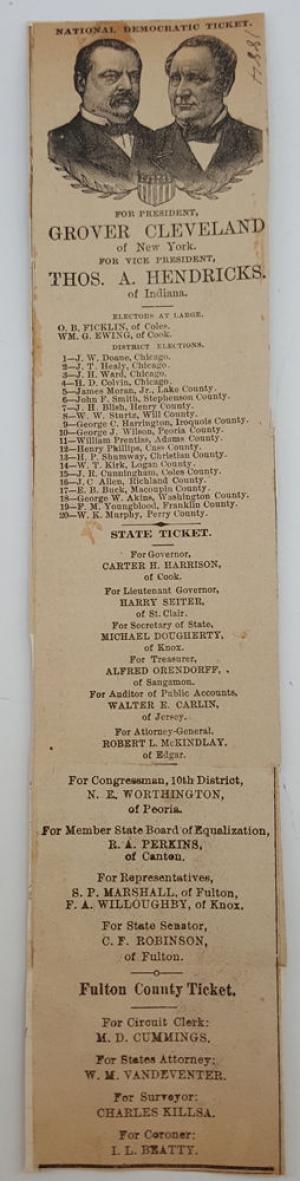 NATIONAL DEMOCRATIC TICKET.
1884
FOR PRESIDENT,
GROVER CLEVELAND
of New York.
FOR VICE PRESIDENT,
THOS. A. HENDRICKS.
of Indiana.
ELECTORS AT LARGE,
O. B. FICKLIN, of Coles.
WM. G. EWING, of Cook.
DISTRICT ELECTIONS.
1—J. W. Doane, Chicago.
2—J. T. Healy, Chicago.
3—J. H. Ward, Chicago.
4—H. D. Colvin, Chicago.
5—James Moran, Jr., Lake County.
6—John F. Smith, Stephenson County.
7—J. H. Blish, Henry County.
8—W. W. Sturtz, Will County.
9—George C. Harrington, Iroquois County.
10—George J. Wilson, Peoria County.
11—William Prentiss, Adams County.
12—Henry Phillips, Cass County.
13—H. P. Shumway, Christian County.
14—W. T. Kirk, Logan County.
15—J. R. Cunningham, Coles County.
16—J. C Allen, Richland County.
17—E. B. Buck, Macoupin County.
18—George W. Akins, Washington County.
19—F. M. Youngblood, Franklin County.
20—W. K. Murphy, Perry County.
STATE TICKET.
For Governor,
CARTER H. HARRISON,
of Cook.
For Lieutenant Governor,
HARRY SEITER,
of St. Clair.
For Secretary of State,
MICHAEL DOUGHERTY,
of Knox.
For Treasurer,
ALFRED ORENDORFF,
of Sangamon.
For Auditor of Public Accounts,
WALTER E. CARLIN,
of Jersey.
For Attorney-General,
ROBERT L. McKINDLAY,
of Edgar.
For Congressman, 10th District,
N. E. WORTHINGTON,
of Peoria.
For Member State Board of Equalization,
R. A. PERKINS,
of Canton.
For Representatives,
S. P. MARSHALL, of Fulton,
F. A. WILLOUGHBY, of Knox.
For State Senator,
C. F. ROBINSON,
of Fulton.
Fulton County Ticket.
For Circuit Clerk:
M. D. CUMMINGS.
For States Attorney:
W. M. VANDEVENTER.
For Surveyor:
CHARLES KILLSA.
For Coroner:
I. L. BEATTY.